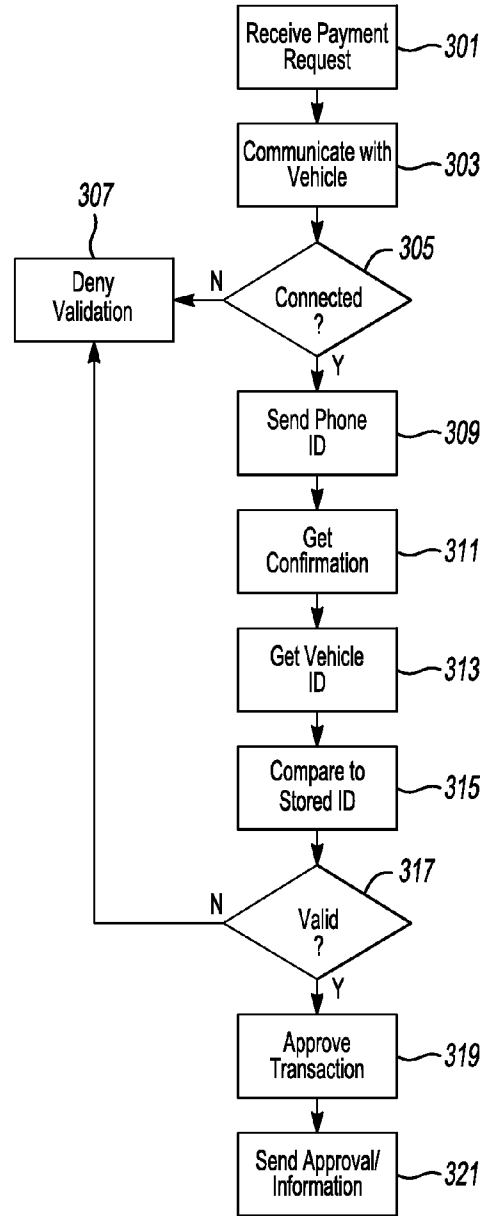 Receive Payment
Request
301
Communicate with
Vehicle
303
307
Deny
Validation
N
305
Connected
?
Y
Send Phone
ID
309
Get
Confirmation
311
Get Vehicle
ID
313
Compare to
Stored ID
315
317
N
Valid
?
Y
Approve
Transaction
319
Send Approval/
Information
321